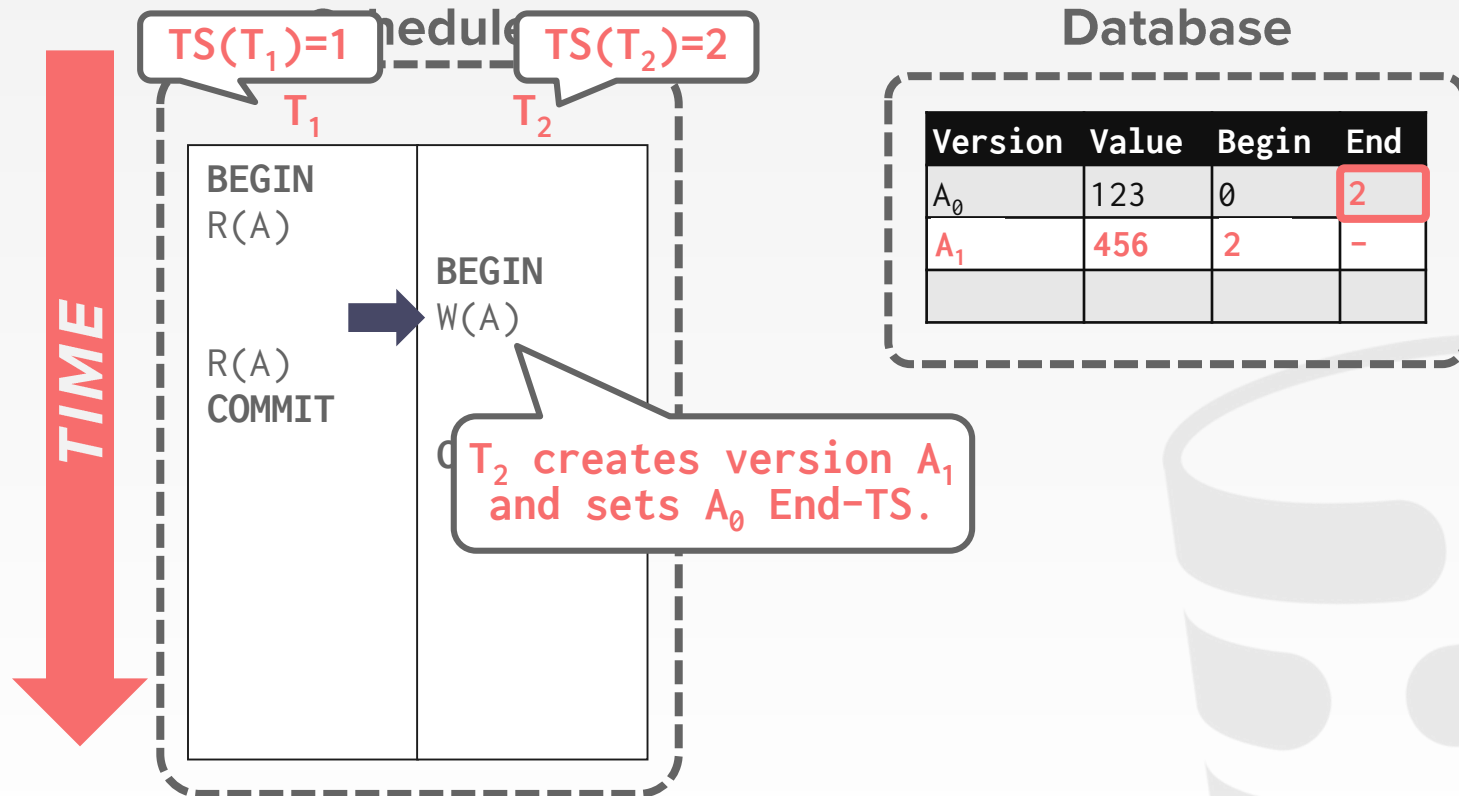 Schedule
Database
TS(T₁)=1
TS(T₂)=2
T₁ T₂
Version Value Begin End
A₀ 123 0 2
A₁ 456 2 -
BEGIN
R(A)
BEGIN
W(A)
R(A)
COMMIT
T₂ creates version A₁
and sets A₀ End-TS.
TIME